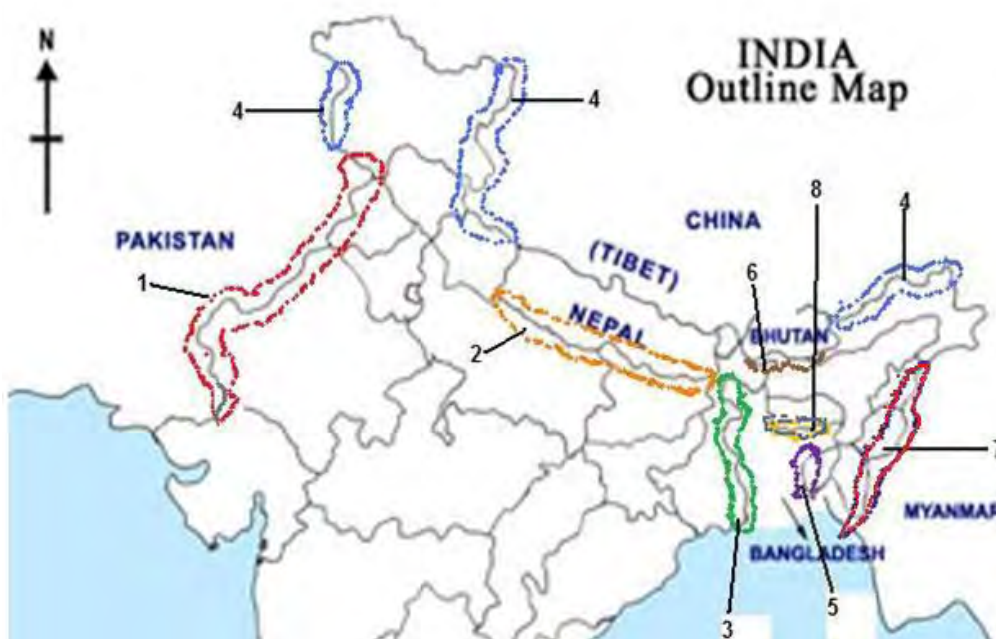 N
INDIA
Outline Map
4
4
PAKISTAN
1
CHINA
8
4
(TIBET)
NEPAL
2
6
BHUTAN
7
MYANMAR
BANGLADESH
3
5